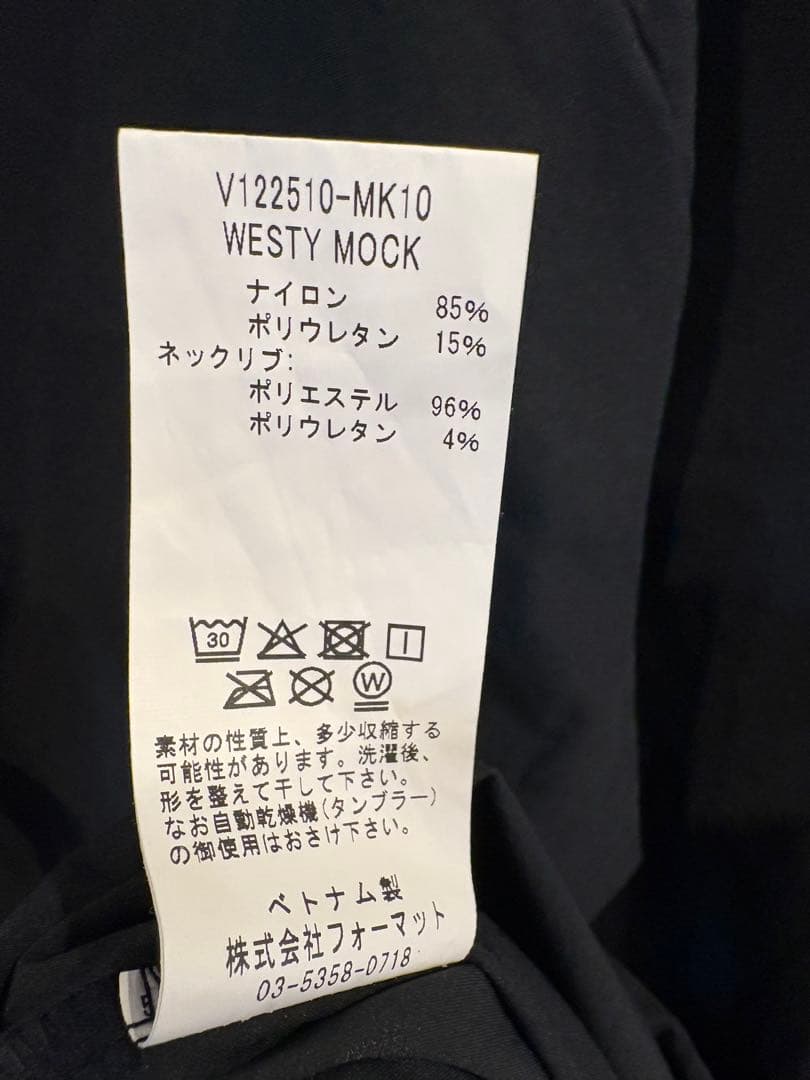 V122510-MK10
WESTY MOCK
ナイロン 85%
ポリウレタン 15%
ネックリブ:
ポリエステル 96%
ポリウレタン 4%
30
W
素材の性質上、多少収縮する
可能性があります。洗濯後、
形を整えて干して下さい。
なお自動乾燥機(タンブラー)
の御使用はおさけ下さい。
ベトナム製
株式会社フォーマット
03-5358-0718